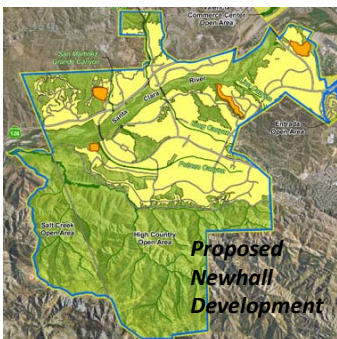 Valencia
Commerce Center
Open Area
San Martinez
Grande Canyon
River
Clara
Santa
Entrada
Open Area
126
Potrero Canyon
Salt Creek
Open Area
High Country
Open Area
Proposed
Newhall
Development